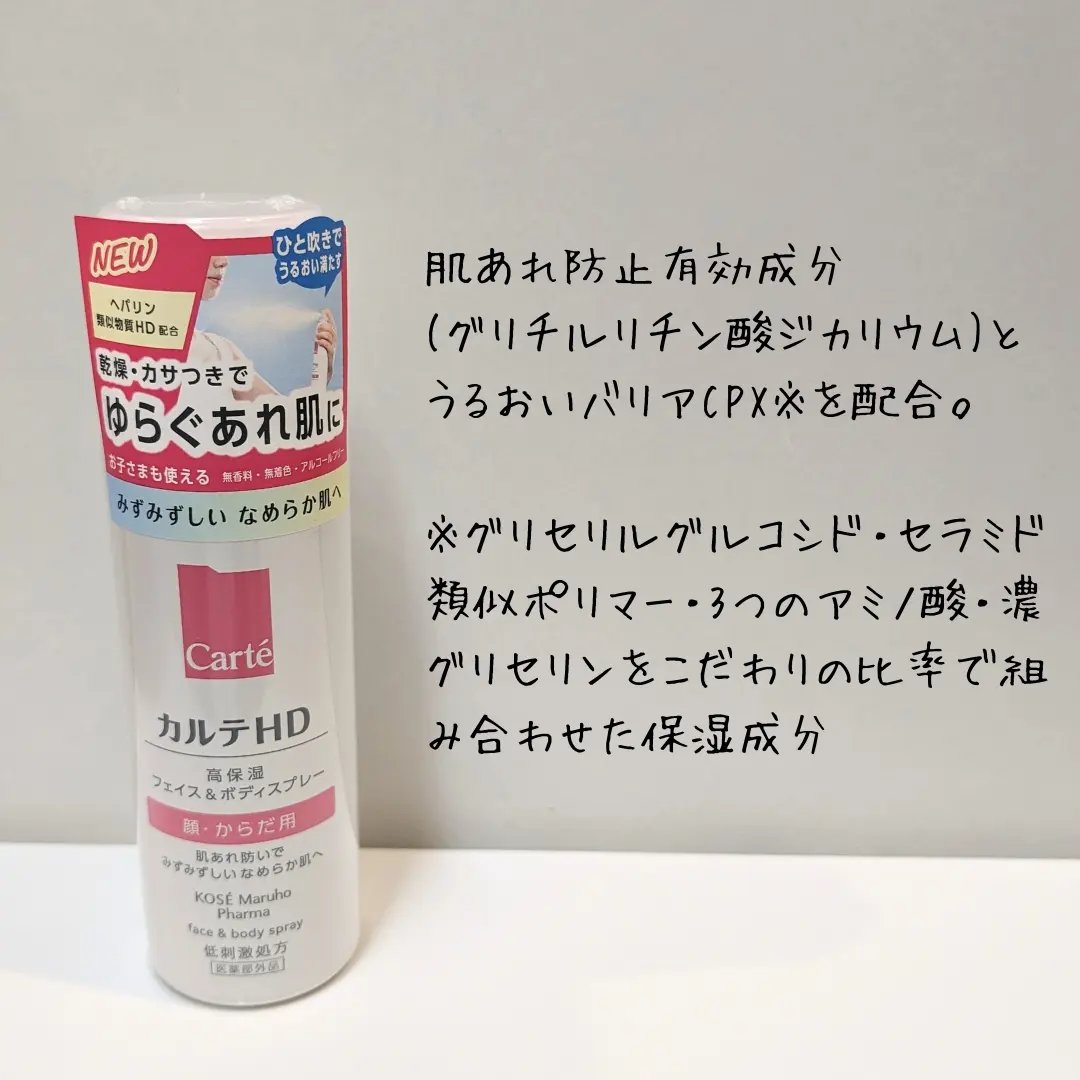 NEW
ひと吹きで
うるおい満たす
ヘパリン
類似物質HD配合
乾燥・カサつきで
ゆらぐあれ肌に
お子さまも使える 無香料・無着色・アルコールフリー
みずみずしい なめらか肌へ
Carté
カルテHD
高保湿
フェイス&ボディスプレー
顔・からだ用
肌あれ防いで
みずみずしいなめらか肌へ
KOSÉ Maruho
Pharma
face & body spray
低刺激処方
医薬部外品
肌あれ防止有効成分
(グリチルリチン酸ジカリウム)と
うるおいバリアCPX※を配合。
※グリセリルグルコシド・セラミド
類似ポリマー・3つのアミノ酸・濃
グリセリンをこだわりの比率で組
み合わせた保湿成分